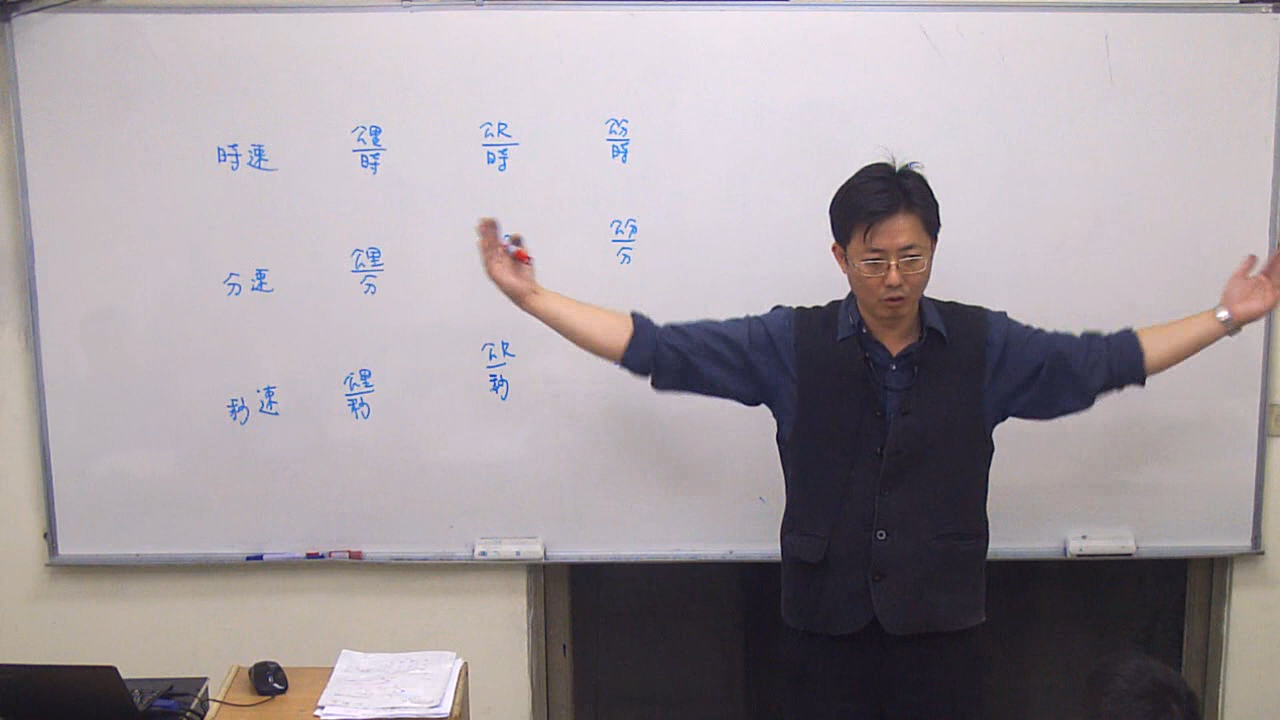 時速 公里/時 公尺/時 公分/時
分速 公里/分 公分/分
秒速 公里/秒 公尺/秒